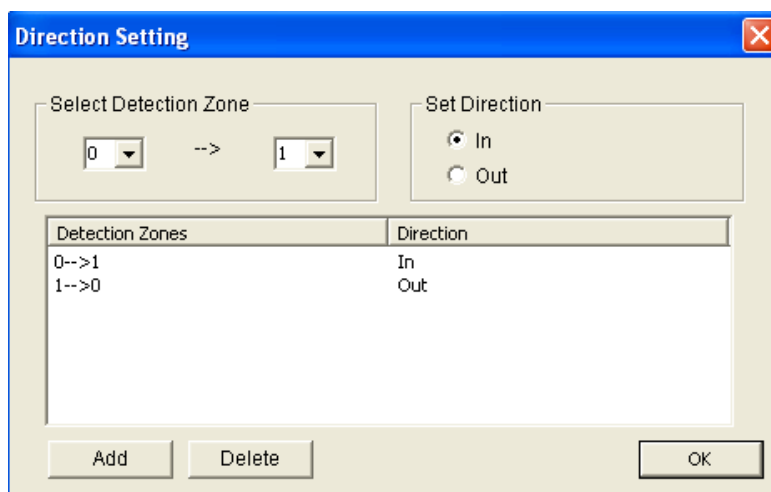 Direction Setting
Select Detection Zone
0 --> 1
Set Direction
In
Out
Detection Zones Direction
0-->1 In
1-->0 Out
Add Delete OK